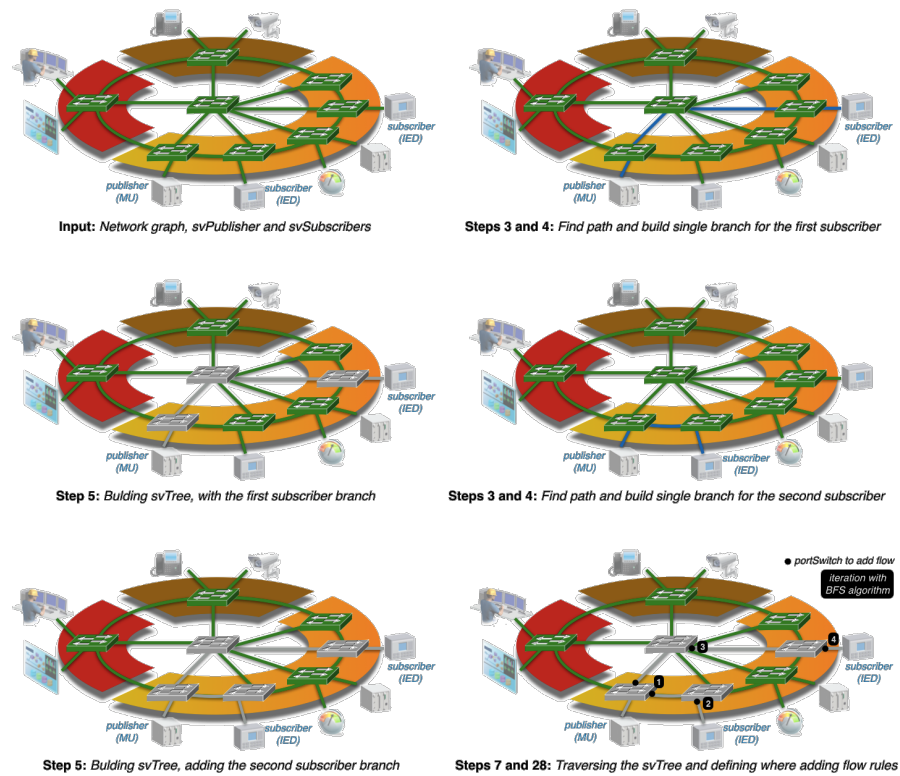 subscriber
(IED)
publisher
(MU)
subscriber
(IED)
Input: Network graph, svPublisher and svSubscribers
subscriber
(IED)
publisher
(MU)
Steps 3 and 4: Find path and build single branch for the first subscriber
subscriber
(IED)
publisher
(MU)
Step 5: Bulding svTree, with the first subscriber branch
publisher
(MU)
subscriber
(IED)
Steps 3 and 4: Find path and build single branch for the second subscriber
subscriber
(IED)
publisher
(MU)
subscriber
(IED)
Step 5: Bulding svTree, adding the second subscriber branch
portSwitch to add flow
iteration with
BFS algorithm
4
3
subscriber
(IED)
1
2
publisher
(MU)
subscriber
(IED)
Steps 7 and 28: Traversing the svTree and defining where adding flow rules